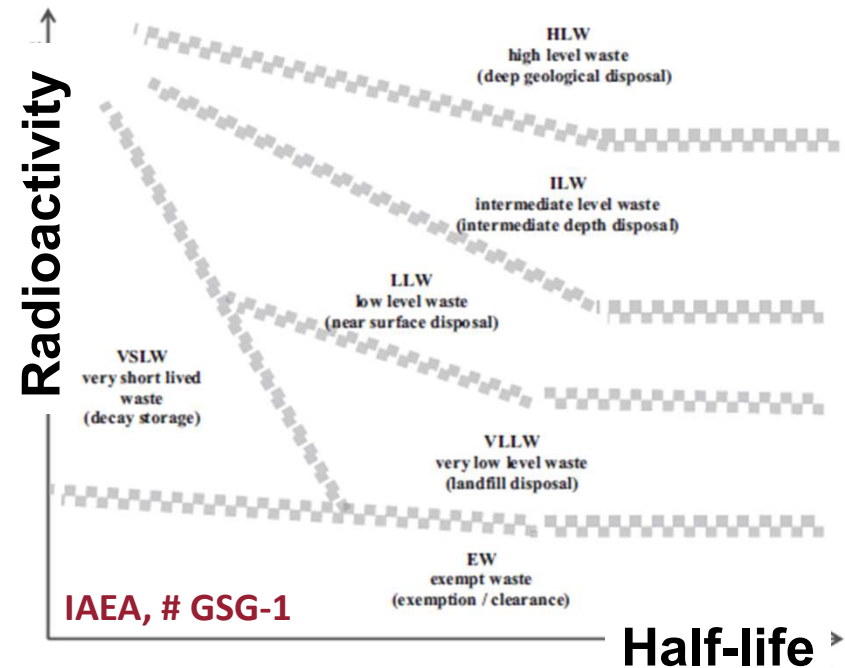 Radioactivity
HLW
high level waste
(deep geological disposal)
ILW
intermediate level waste
(intermediate depth disposal)
LLW
low level waste
(near surface disposal)
VSLW
very short lived
waste
(decay storage)
VLLW
very low level waste
(landfill disposal)
EW
exempt waste
(exemption / clearance)
IAEA, # GSG-1
Half-life